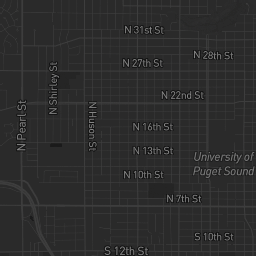 N 31st St
N 28th St
N 27th St
N Shirley St
N 22nd St
N Pearl St
N Huson St
N 16th St
N 13th St
University of
Puget Sound
N 10th St
N 7th St
S 10th St
S 12th St